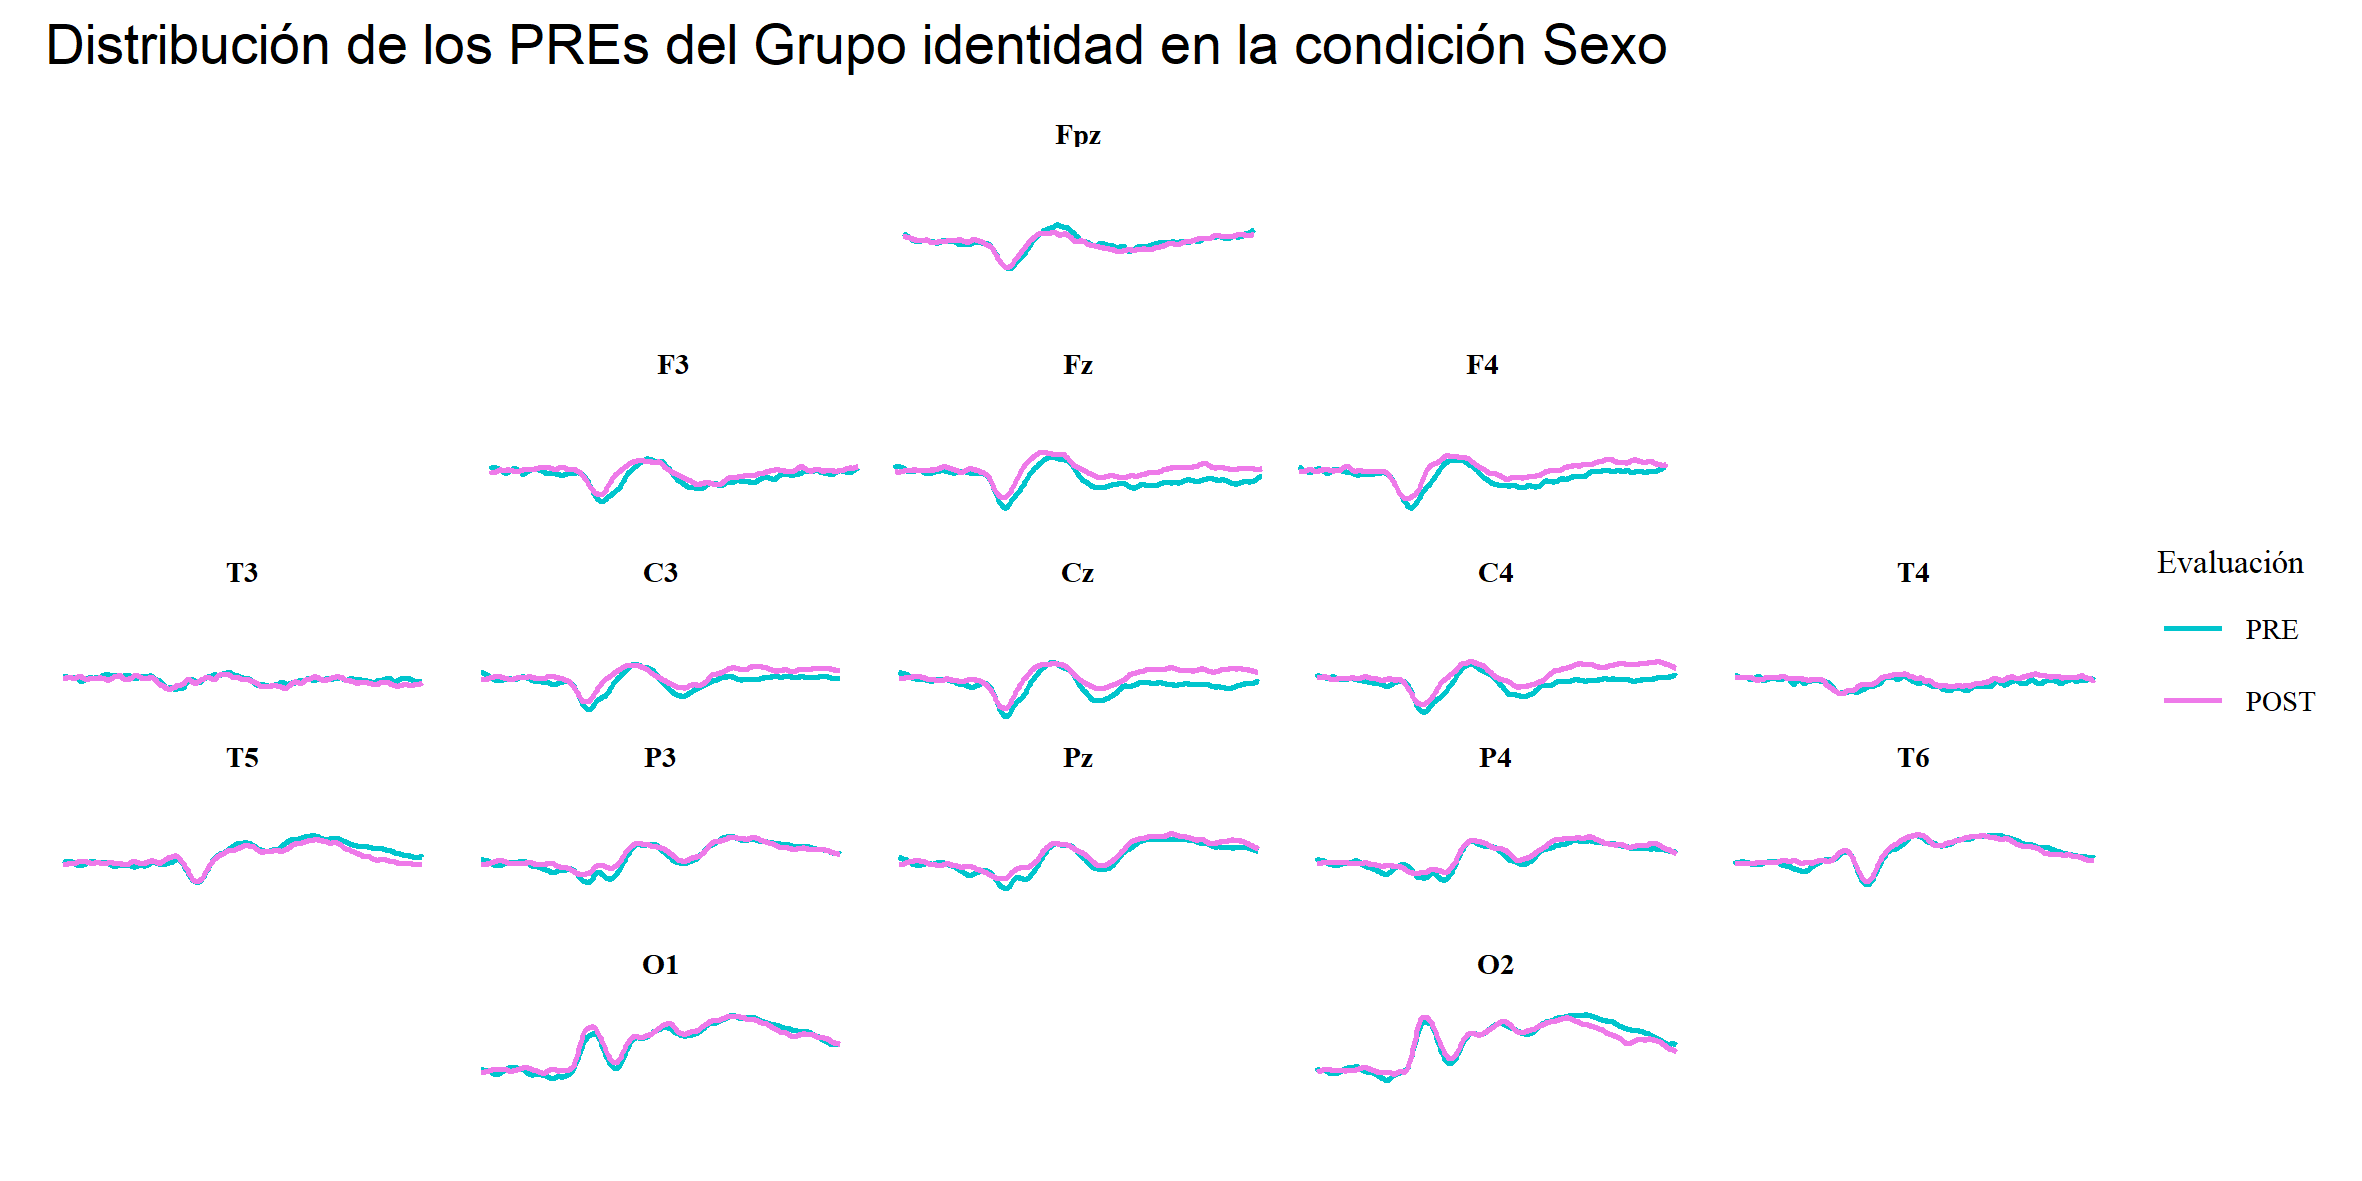 Distribución de los PREs del Grupo identidad en la condición Sexo
Fpz
F3 Fz F4
T3 C3 Cz C4 T4
T5 P3 Pz P4 T6
O1 O2
Evaluación
PRE
POST